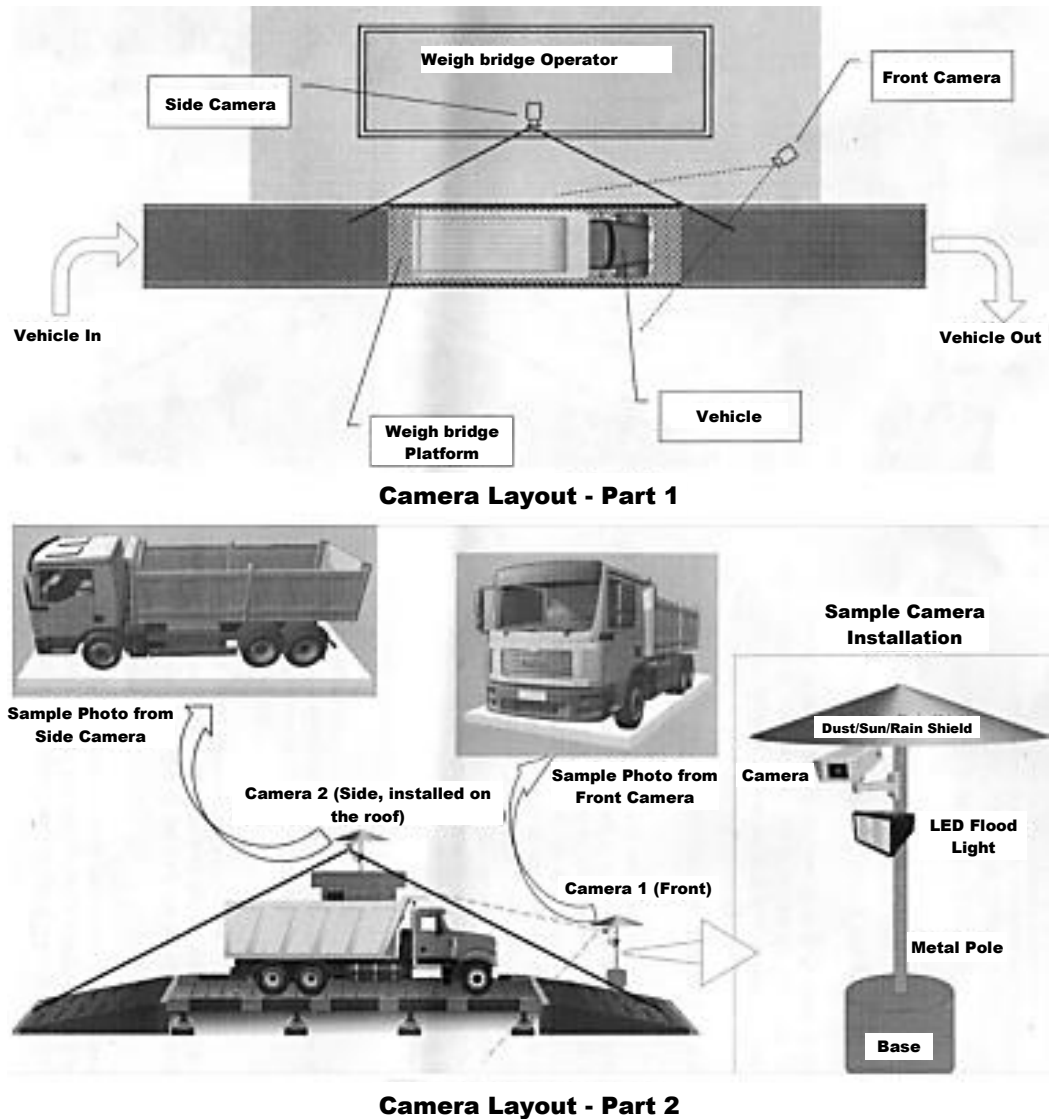 Weigh bridge Operator
Side Camera
Front Camera
Vehicle In
Vehicle Out
Weigh bridge
Platform
Vehicle
Camera Layout - Part 1
Sample Photo from
Side Camera
Camera 2 (Side, installed on
the roof)
Sample Photo from
Front Camera
Camera 1 (Front)
Sample Camera
Installation
Dust/Sun/Rain Shield
Camera
LED Flood
Light
Metal Pole
Base
Camera Layout - Part 2